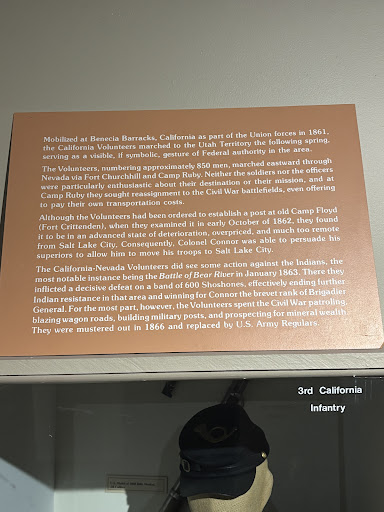 Mobilized at Benecia Barracks, California as part of the Union forces in 1861,
the California Volunteers marched to the Utah Territory the following spring,
serving as a visible, if symbolic, gesture of Federal authority in the area.
The Volunteers, numbering approximately 850 men, marched eastward through
Nevada via Fort Churchhill and Camp Ruby. Neither the soldiers nor the officers
were particularly enthusiastic about their destination or their mission, and at
Camp Ruby they sought reassignment to the Civil War battlefields, even offering
to pay their own transportation costs.
Although the Volunteers had been ordered to establish a post at old Camp Floyd
(Fort Crittenden), when they examined it in early October of 1862, they found
it to be in an advanced state of deterioration, overpriced, and much too remote
from Salt Lake City, Consequently, Colonel Connor was able to persuade his
superiors to allow him to move his troops to Salt Lake City.
The California-Nevada Volunteers did see some action against the Indians, the
most notable instance being the Battle of Bear River in January 1863. There they
inflicted a decisive defeat on a band of 600 Shoshones, effectively ending further
Indian resistance in that area and winning for Connor the brevet rank of Brigadier
General. For the most part, however, the Volunteers spent the Civil War patroling,
blazing wagon roads, building military posts, and prospecting for mineral wealth.
They were mustered out in 1866 and replaced by U.S. Army Regulars.
3rd California
Infantry